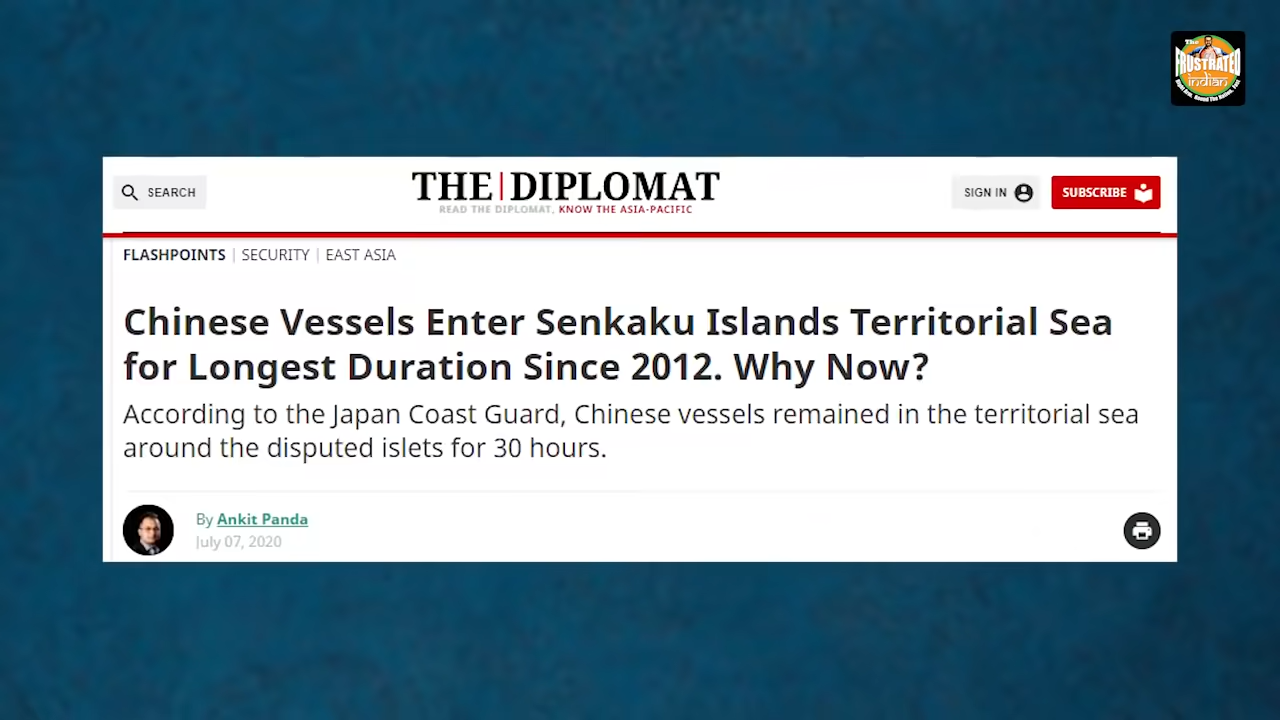 The
FRUSTRATED
indian
SEARCH
THE|DIPLOMAT
READ THE DIPLOMAT, KNOW THE ASIA-PACIFIC
SIGN IN
SUBSCRIBE
FLASHPOINTS | SECURITY | EAST ASIA
Chinese Vessels Enter Senkaku Islands Territorial Sea
for Longest Duration Since 2012. Why Now?
According to the Japan Coast Guard, Chinese vessels remained in the territorial sea
around the disputed islets for 30 hours.
By Ankit Panda
July 07, 2020